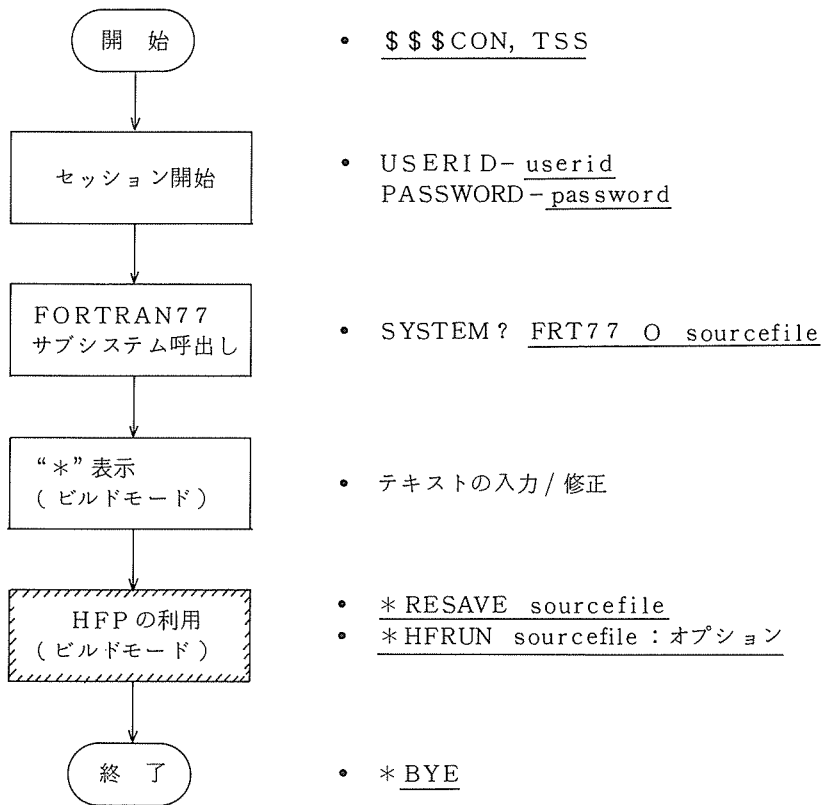 開 始
• $$$CON, TSS
セッション開始
• USERID-userid
PASSWORD-password
FORTRAN77
サブシステム呼出し
• SYSTEM? FRT77 O sourcefile
“*”表示
(ビルドモード)
• テキストの入力/修正
HFPの利用
(ビルドモード)
• *RESAVE sourcefile
• *HFRUN sourcefile:オプション
終 了
• *BYE